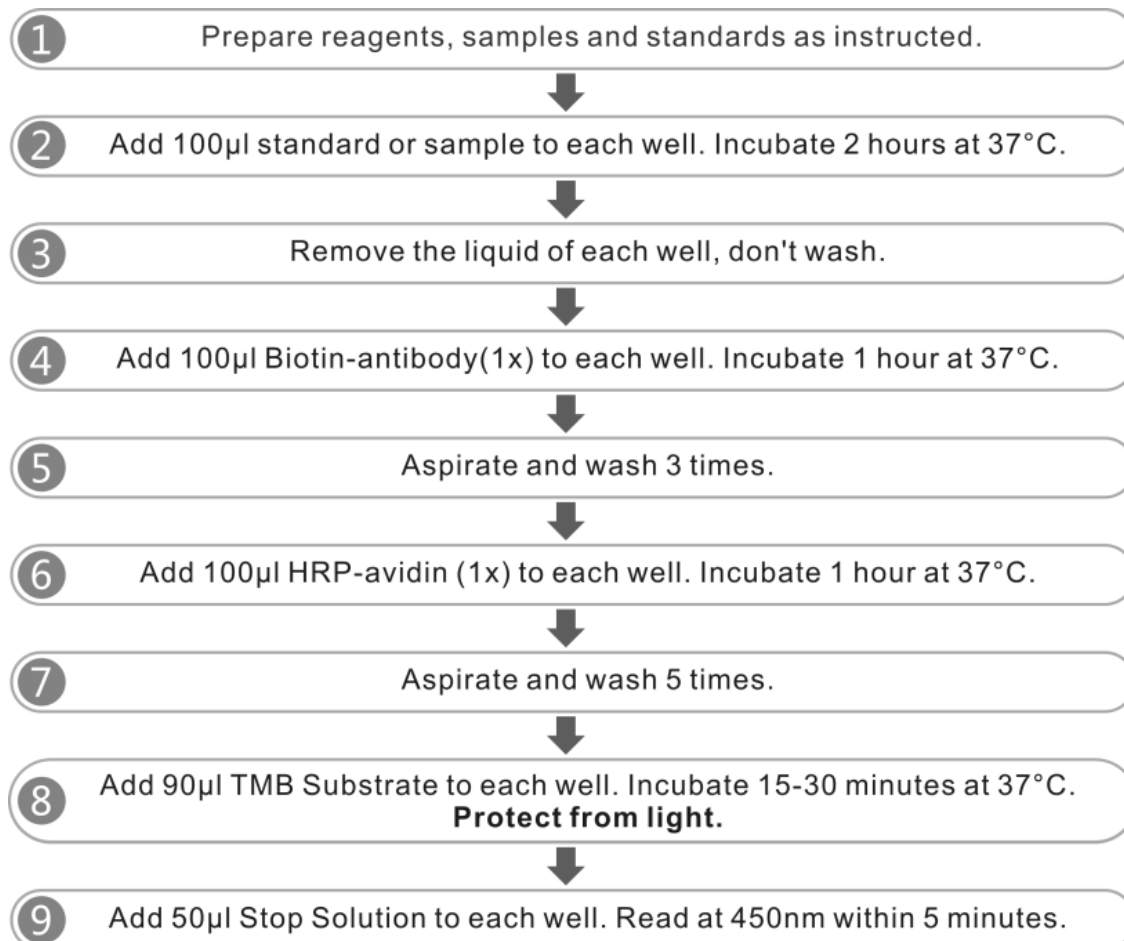 1 Prepare reagents, samples and standards as instructed.
2 Add 100µl standard or sample to each well. Incubate 2 hours at 37°C.
3 Remove the liquid of each well, don't wash.
4 Add 100µl Biotin-antibody(1x) to each well. Incubate 1 hour at 37°C.
5 Aspirate and wash 3 times.
6 Add 100µl HRP-avidin (1x) to each well. Incubate 1 hour at 37°C.
7 Aspirate and wash 5 times.
8 Add 90µl TMB Substrate to each well. Incubate 15-30 minutes at 37°C.
Protect from light.
9 Add 50µl Stop Solution to each well. Read at 450nm within 5 minutes.